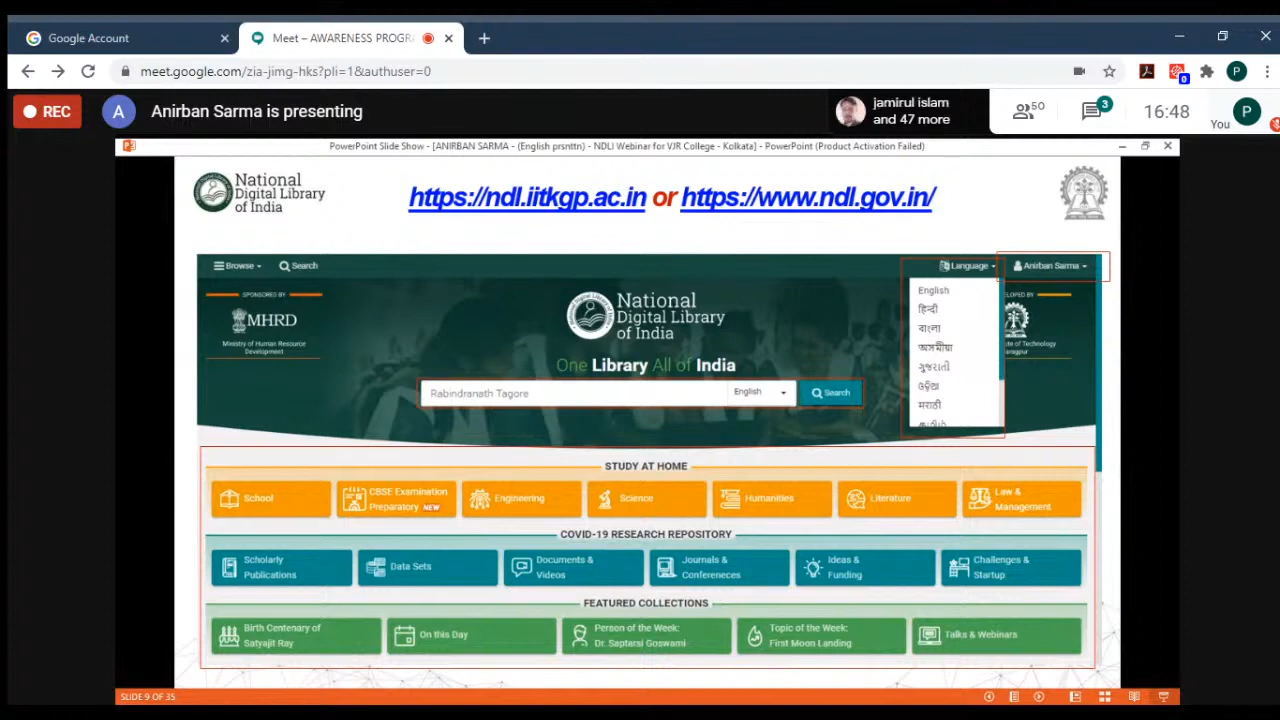 Google Account
Meet – AWARENESS PROGRA
meet.google.com/zia-jimg-hks?pli=1&authuser=0
0
P
REC
A
Anirban Sarma is presenting
jamirul islam
and 47 more
50
3
16:48
You
P
PowerPoint Slide Show - [ANIRBAN SARMA - (English prsnttn) - NDLI Webinar for VJR College - Kolkata] - PowerPoint (Product Activation Failed)
National
Digital Library
of India
https://ndl.iitkgp.ac.in or https://www.ndl.gov.in/
Browse
Search
Language
Anirban Sarma
SPONSORED BY
MHRD
Ministry of Human Resource
Development
National
Digital Library
of India
One Library All of India
Rabindranath Tagore
English
Search
English
हिन्दी
বাংলা
অসমীয়া
ગુજરાતી
ଓଡ଼ିଆ
मराठी
தமிழ்
STUDY AT HOME
School
CBSE Examination
Preparatory NEW
Engineering
Science
Humanities
Literature
Law &
Management
COVID-19 RESEARCH REPOSITORY
Scholarly
Publications
Data Sets
Documents &
Videos
Journals &
Confereneces
Ideas &
Funding
Challenges &
Startup
FEATURED COLLECTIONS
Birth Centenary of
Satyajit Ray
On this Day
Person of the Week:
Dr. Saptarsi Goswami
Topic of the Week:
First Moon Landing
Talks & Webinars
SLIDE 9 OF 35